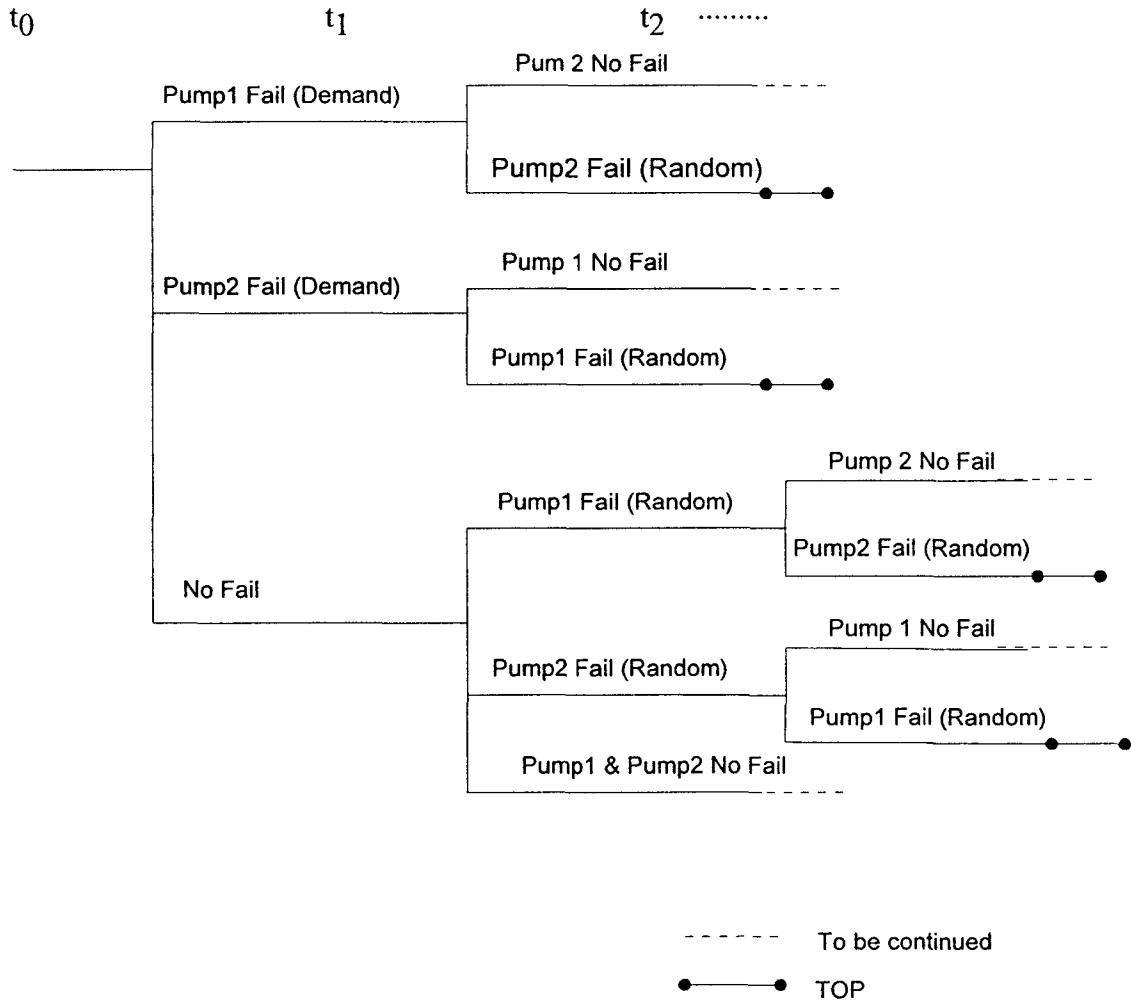 t0 t1 t2 .........
Pum 2 No Fail
Pump1 Fail (Demand)
Pump2 Fail (Random)
Pump 1 No Fail
Pump2 Fail (Demand)
Pump1 Fail (Random)
Pump 2 No Fail
Pump1 Fail (Random)
Pump2 Fail (Random)
No Fail
Pump 1 No Fail
Pump2 Fail (Random)
Pump1 Fail (Random)
Pump1 & Pump2 No Fail
To be continued
TOP